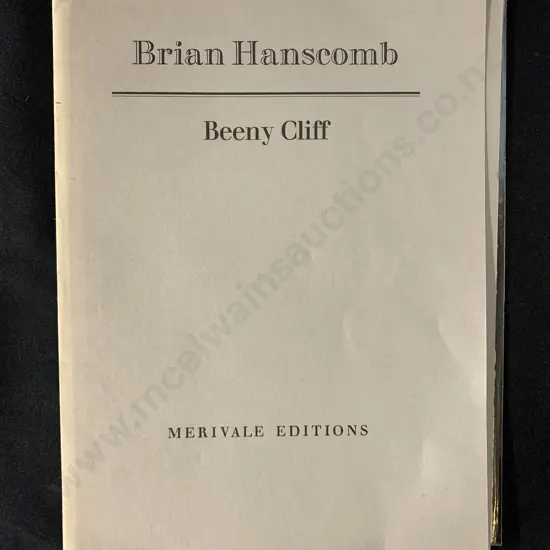 Brian Hanscomb
Beeny Cliff
MERIVALE EDITIONS
www.mcelwainsauctions.co.n